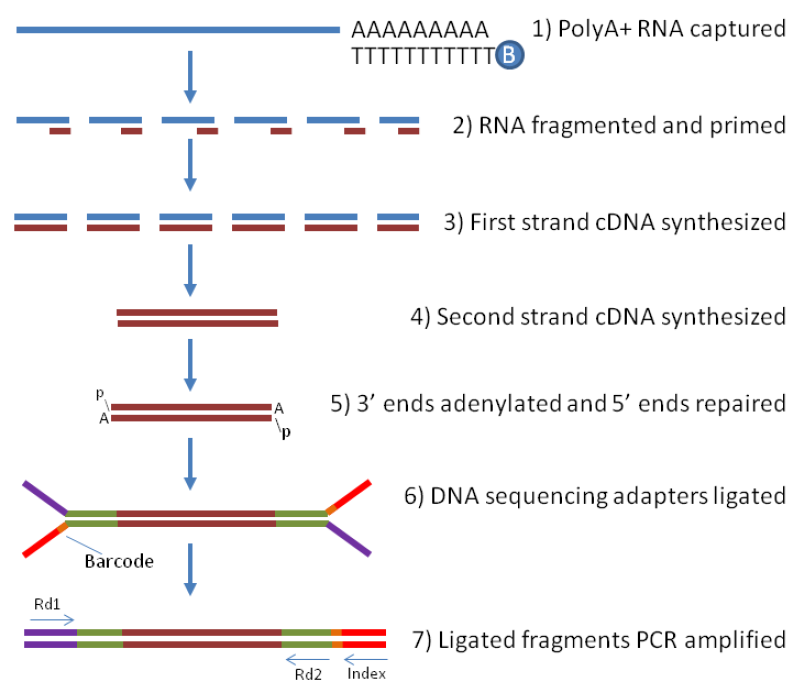 AAAAAAAAA
1) PolyA+ RNA captured
TTTTTTTTTTT B
2) RNA fragmented and primed
3) First strand cDNA synthesized
4) Second strand cDNA synthesized
p
A
A
p
5) 3’ ends adenylated and 5’ ends repaired
6) DNA sequencing adapters ligated
Barcode
Rd1
7) Ligated fragments PCR amplified
Rd2
Index